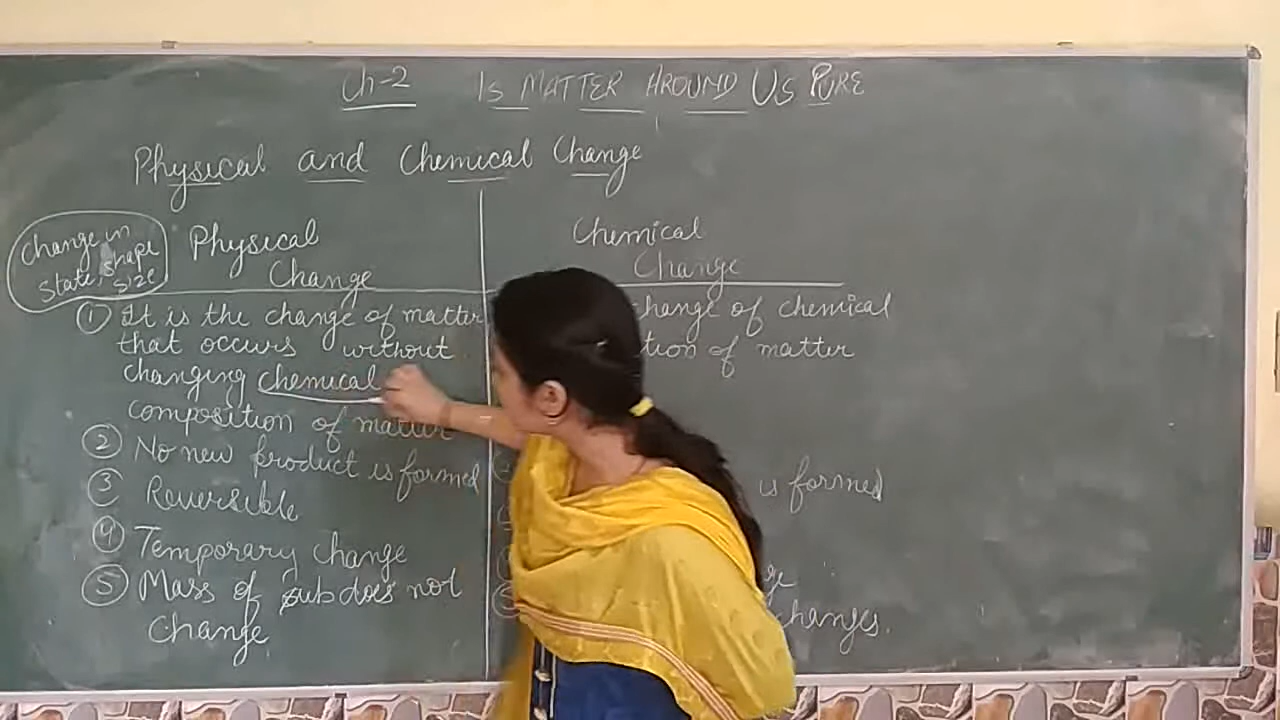 Ch-2 Is MATTER AROUND US PURE
Physical and Chemical Change
Change in
state, shape
size
Physical
Change
① It is the change of matter
that occurs without
changing chemical
composition of matter
② No new product is formed
③ Reversible
④ Temporary change
⑤ Mass of sub does not
change
Chemical
Change
hange of chemical
tion of matter
is formed
ge
changes.